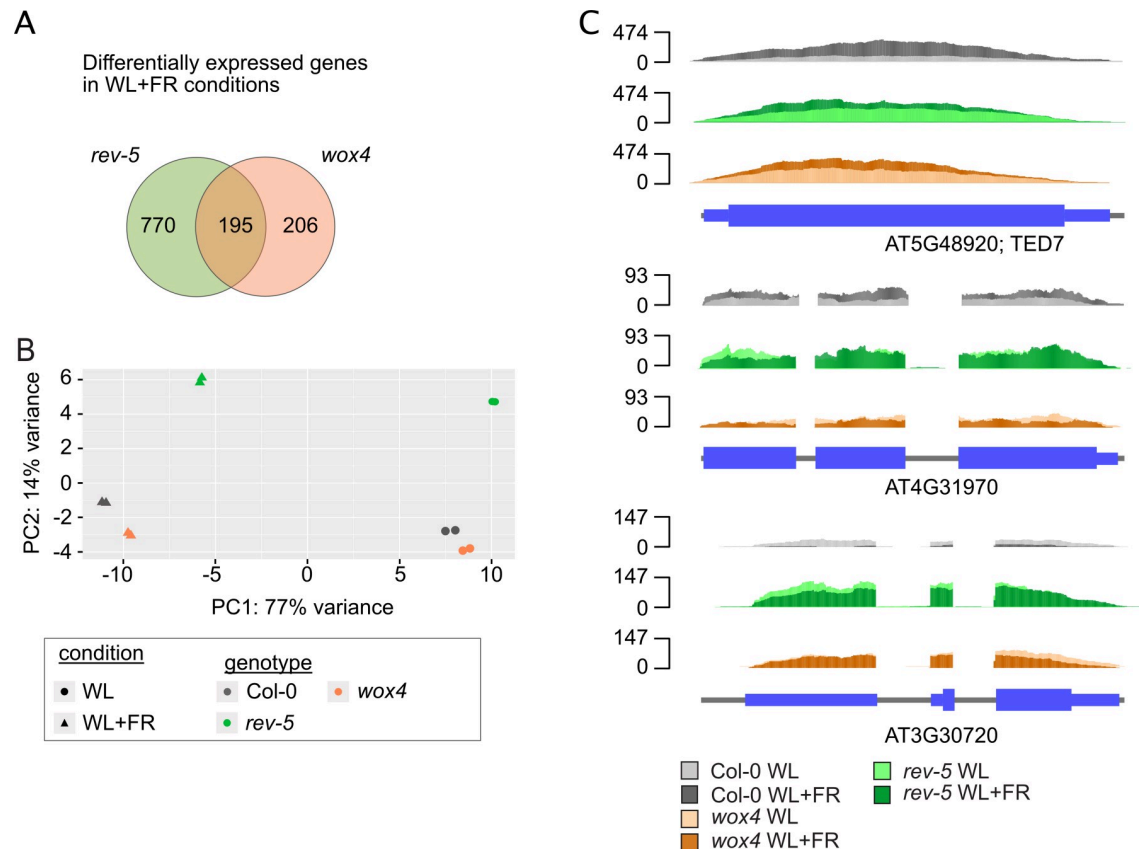 A
Differentially expressed genes
in WL+FR conditions
rev-5
wox4
770
195
206
B
PC2: 14% variance
6
4
2
0
-2
-4
-10
-5
0
5
10
PC1: 77% variance
condition
WL
WL+FR
genotype
Col-0
wox4
rev-5
C
474
0
474
0
474
0
AT5G48920; TED7
93
0
93
0
93
0
AT4G31970
147
0
147
0
147
0
AT3G30720
Col-0 WL
Col-0 WL+FR
wox4 WL
wox4 WL+FR
rev-5 WL
rev-5 WL+FR